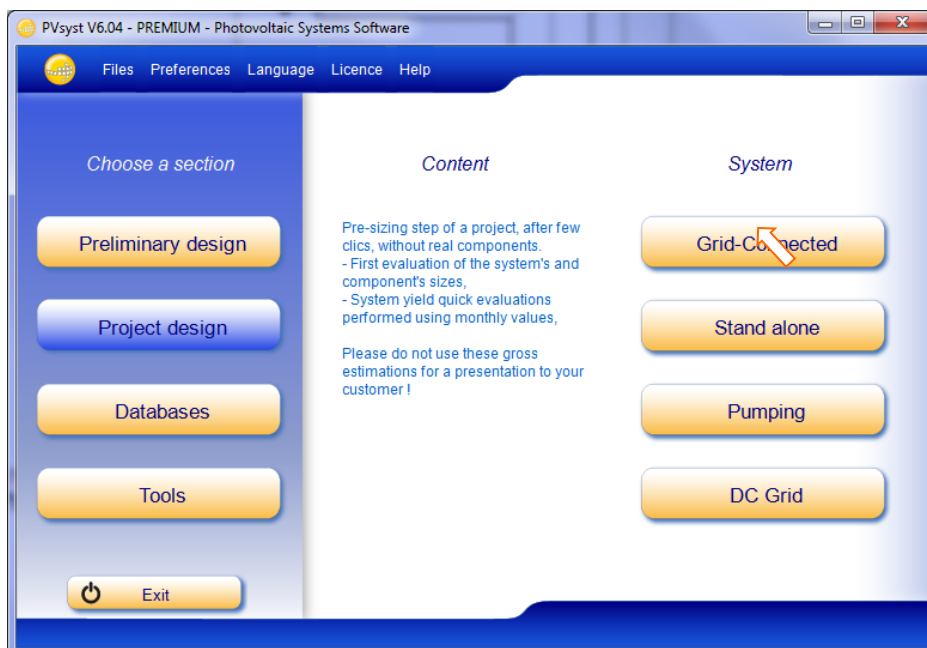 PVsyst V6.04 - PREMIUM - Photovoltaic Systems Software
Files Preferences Language Licence Help
Choose a section
Preliminary design
Project design
Databases
Tools
Exit
Content
Pre-sizing step of a project, after few
clics, without real components.
- First evaluation of the system's and
component's sizes,
- System yield quick evaluations
performed using monthly values,
Please do not use these gross
estimations for a presentation to your
customer !
System
Grid-Connected
Stand alone
Pumping
DC Grid